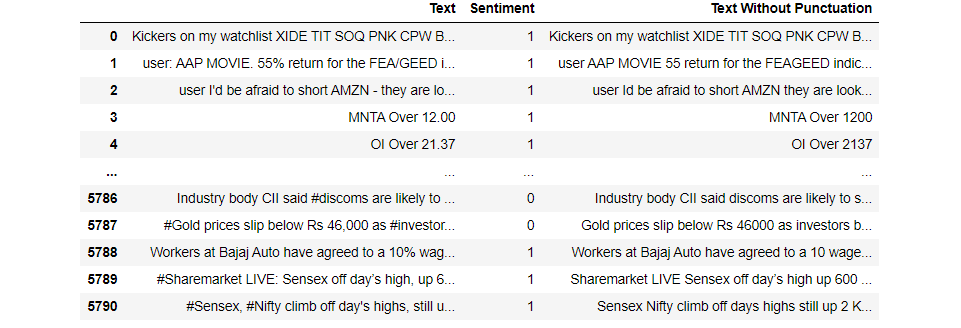 Text Sentiment Text Without Punctuation
0 Kickers on my watchlist XIDE TIT SOQ PNK CPW B... 1 Kickers on my watchlist XIDE TIT SOQ PNK CPW B...
1 user: AAP MOVIE. 55% return for the FEA/GEED i... 1 user AAP MOVIE 55 return for the FEAGEED indic...
2 user I'd be afraid to short AMZN - they are lo... 1 user Id be afraid to short AMZN they are look...
3 MNTA Over 12.00 1 MNTA Over 1200
4 OI Over 21.37 1 OI Over 2137
... ... ... ...
5786 Industry body CII said #discoms are likely to ... 0 Industry body CII said discoms are likely to s...
5787 #Gold prices slip below Rs 46,000 as #investor... 0 Gold prices slip below Rs 46000 as investors b...
5788 Workers at Bajaj Auto have agreed to a 10% wag... 1 Workers at Bajaj Auto have agreed to a 10 wage...
5789 #Sharemarket LIVE: Sensex off day’s high, up 6... 1 Sharemarket LIVE Sensex off day’s high up 600 ...
5790 #Sensex, #Nifty climb off day's highs, still u... 1 Sensex Nifty climb off days highs still up 2 K...